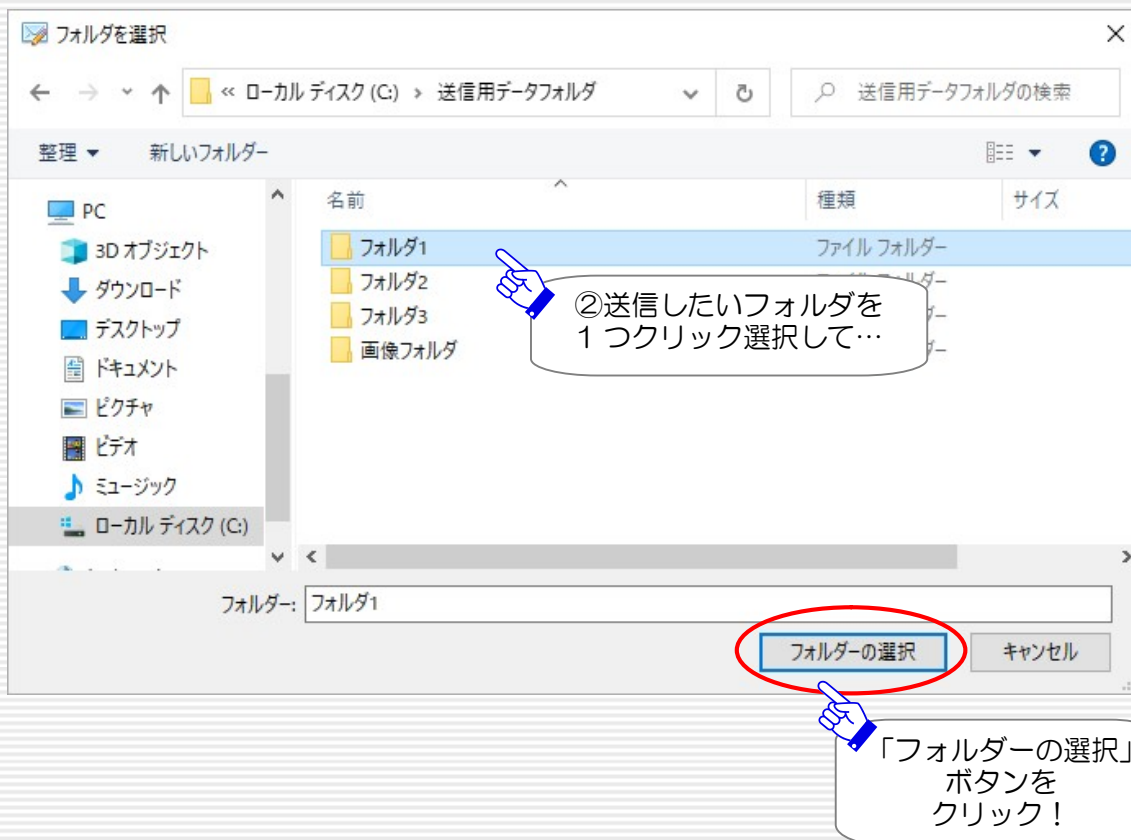 フォルダを選択
« ローカル ディスク (C:) › 送信用データフォルダ
送信用データフォルダの検索
整理
新しいフォルダー
名前
種類
サイズ
PC
3D オブジェクト
ダウンロード
デスクトップ
ドキュメント
ピクチャ
ビデオ
ミュージック
ローカル ディスク (C:)
フォルダ1
ファイル フォルダー
フォルダ2
フォルダ3
画像フォルダ
②送信したいフォルダを
1 つクリック選択して…
フォルダー:
フォルダ1
フォルダーの選択
キャンセル
「フォルダーの選択」
ボタンを
クリック！